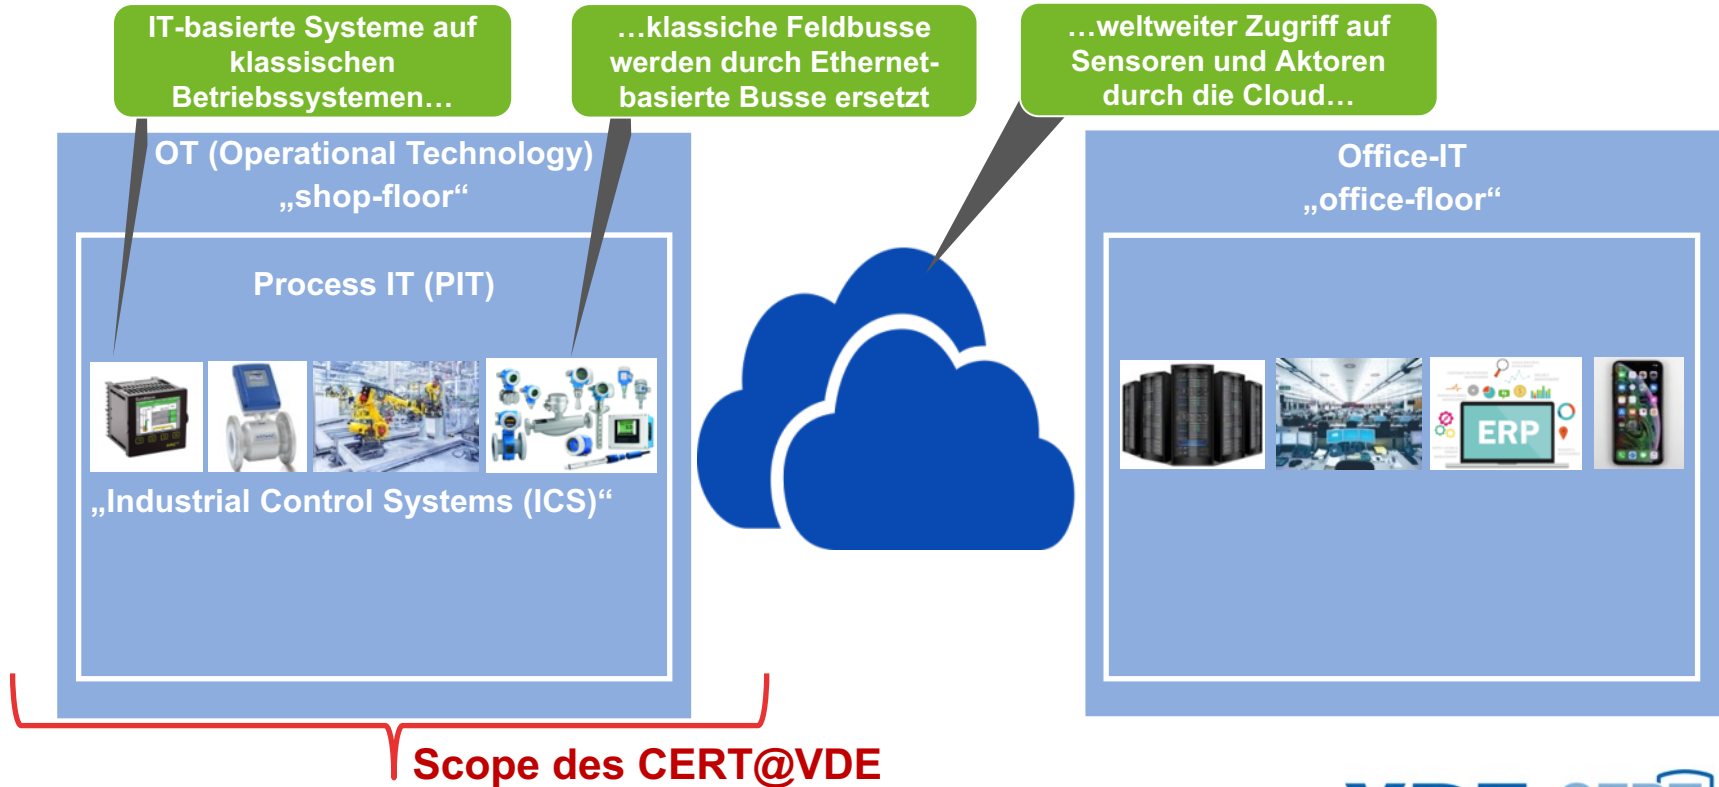 IT-basierte Systeme auf
klassischen
Betriebssystemen…
…klassiche Feldbusse
werden durch Ethernet-
basierte Busse ersetzt
…weltweiter Zugriff auf
Sensoren und Aktoren
durch die Cloud…
OT (Operational Technology)
„shop-floor“
Process IT (PIT)
„Industrial Control Systems (ICS)“
Office-IT
„office-floor“
ERP
Scope des CERT@VDE